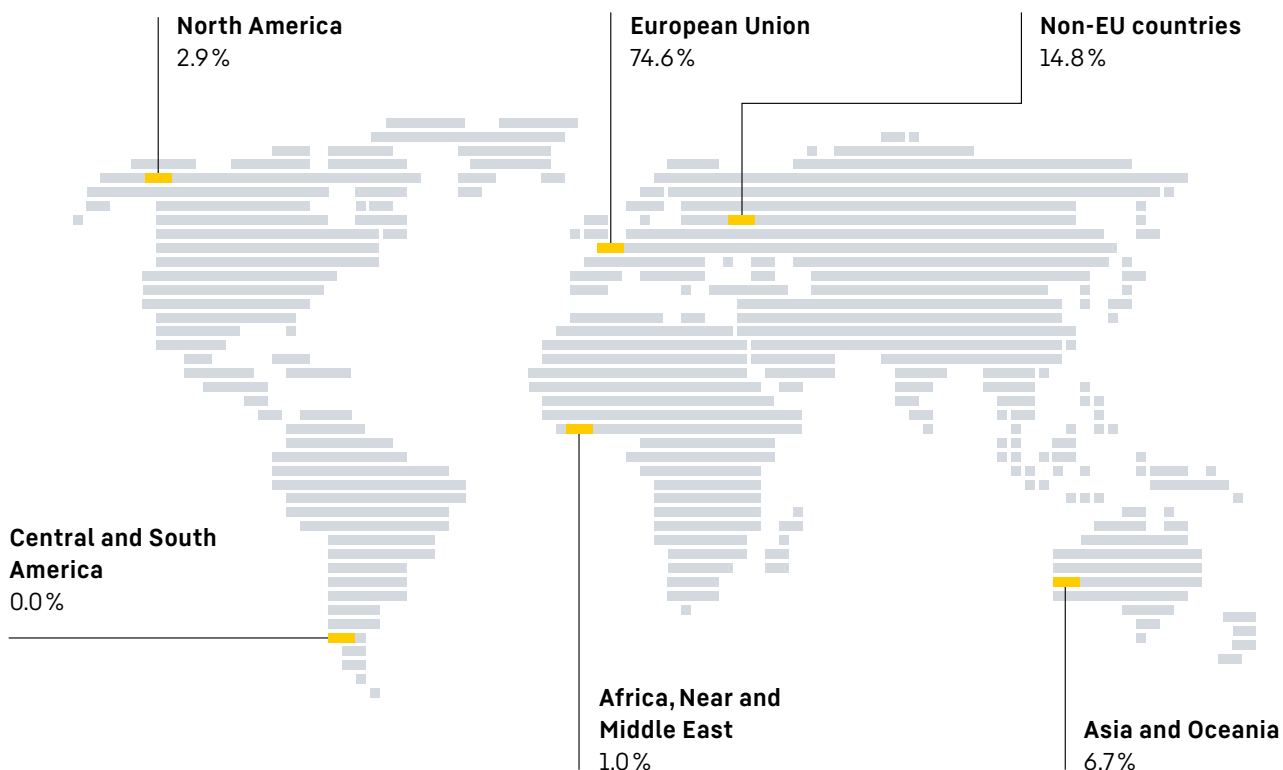 North America
2.9 %
European Union
74.6 %
Non-EU countries
14.8 %
Central and South
America
0.0 %
Africa, Near and
Middle East
1.0 %
Asia and Oceania
6.7 %